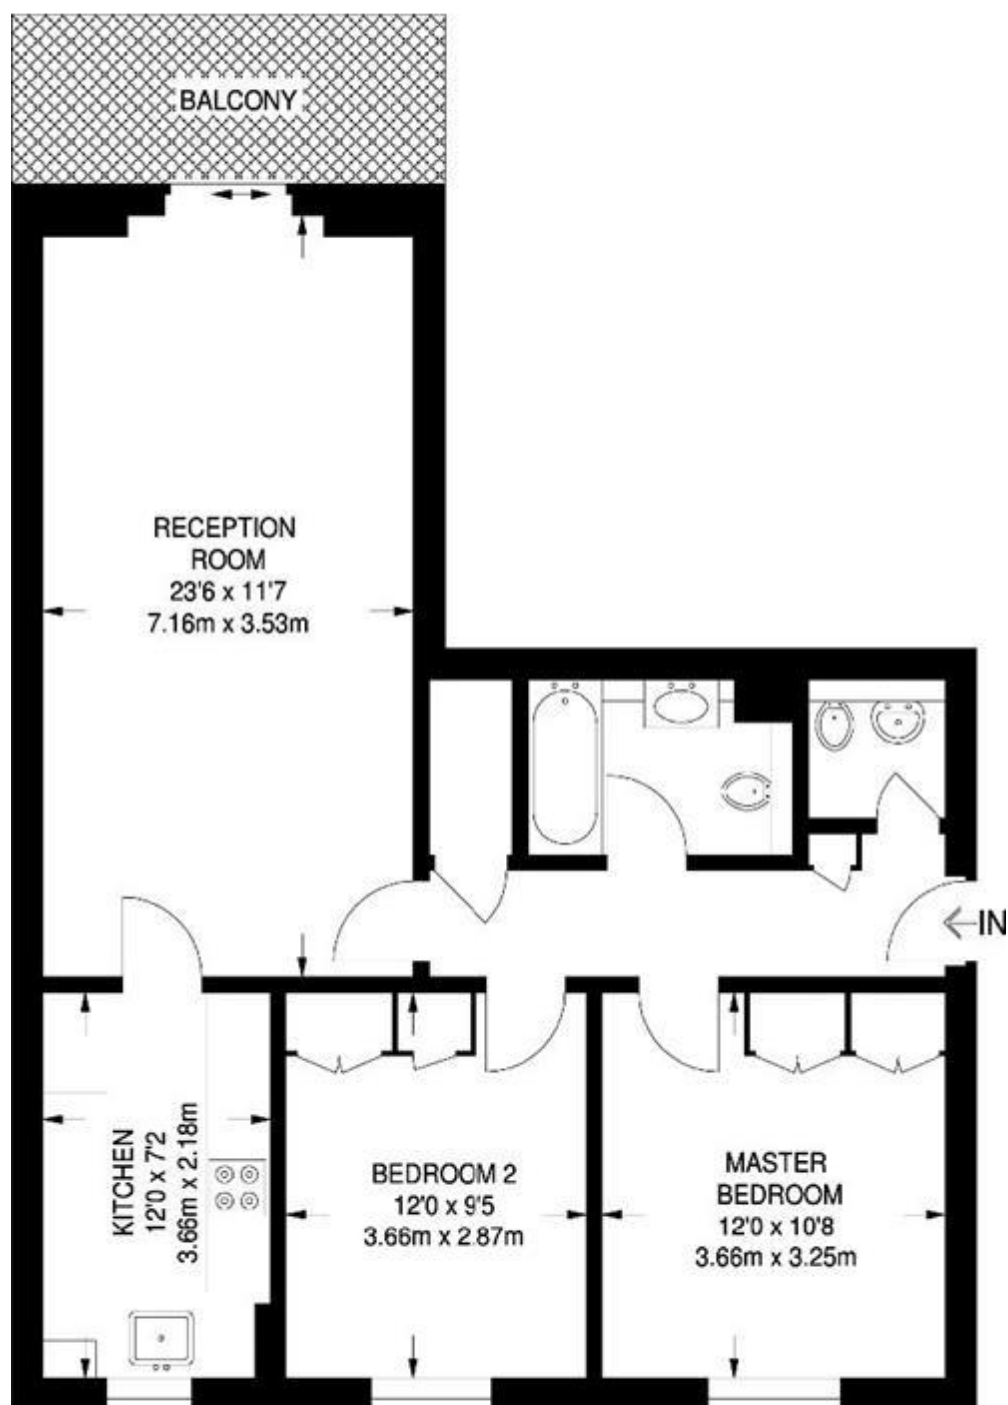 BALCONY
RECEPTION
ROOM
23'6 x 11'7
7.16m x 3.53m
IN
KITCHEN
12'0 x 7'2
3.66m x 2.18m
BEDROOM 2
12'0 x 9'5
3.66m x 2.87m
MASTER
BEDROOM
12'0 x 10'8
3.66m x 3.25m